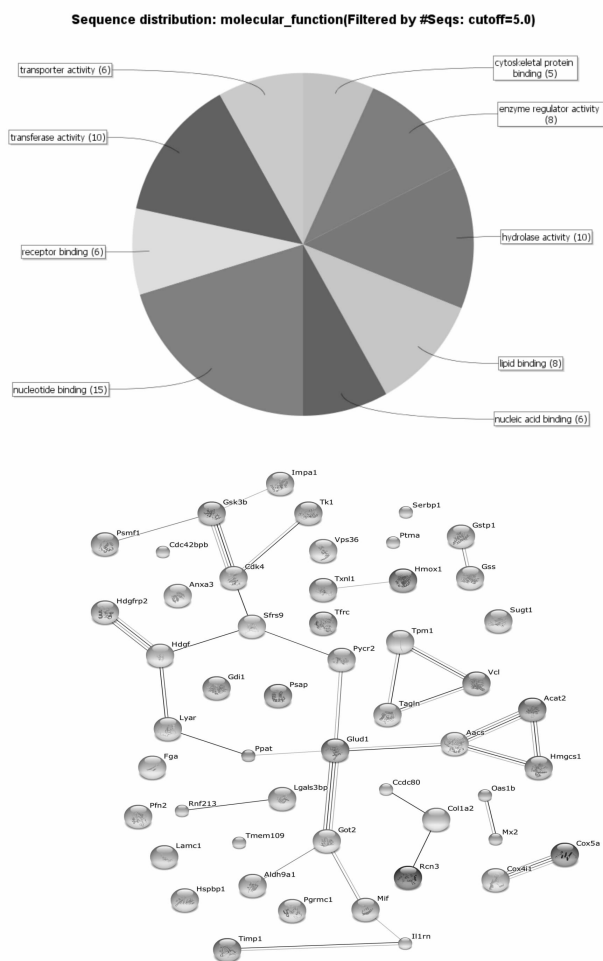 Sequence distribution: molecular_function(Filtered by #Seqs: cutoff=5.0)
transporter activity (6)
cytoskeletal protein
binding (5)
enzyme regulator activity
(8)
transferase activity (10)
hydrolase activity (10)
receptor binding (6)
lipid binding (8)
nucleotide binding (15)
nucleic acid binding (6)
Impa1
Gsk3b
Tk1
Serbp1
Psmf1
Cdc42bpb
Vps36
Ptma
Gstp1
Cdk4
Txnl1
Hmox1
Gss
Anxa3
Hdgfrp2
Sfrs9
Tfrc
Sugt1
Hdgf
Pycr2
Tpm1
Gdi1
Psap
Vcl
Tagln
Acat2
Lyar
Glud1
Aacs
Ppat
Hmgcs1
Fga
Lgals3bp
Ccdc80
Oas1b
Pfn2
Rnf213
Col1a2
Mx2
Tmem109
Got2
Lamc1
Cox5a
Rcn3
Cox4i1
Aldh9a1
Hspbp1
Pgrmc1
Mif
Timp1
Il1rn